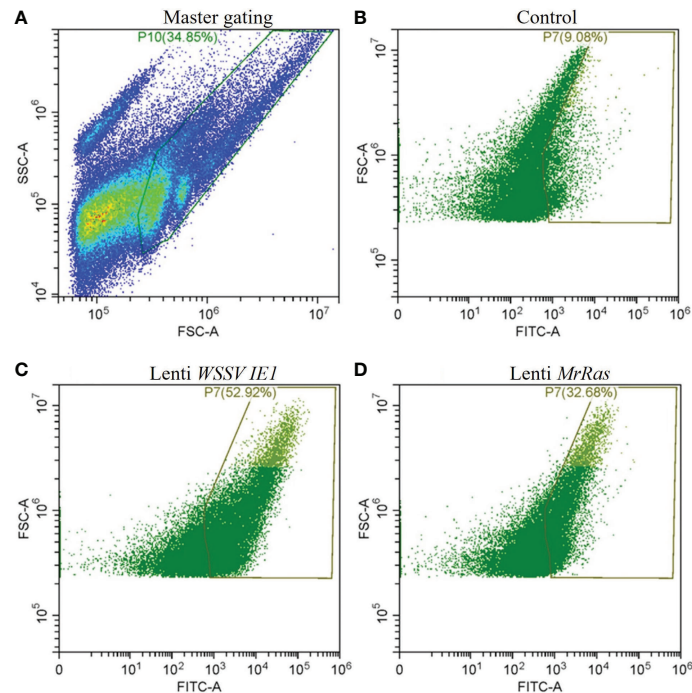 A
Master gating
P10(34.85%)
SSC-A
10^6
10^5
10^4
10^5
10^6
10^7
FSC-A
B
Control
P7(9.08%)
FSC-A
10^7
10^6
10^5
0
10^1
10^2
10^3
10^4
10^5
10^6
FITC-A
C
Lenti WSSV IE1
P7(52.92%)
FSC-A
10^7
10^6
10^5
0
10^1
10^2
10^3
10^4
10^5
10^6
FITC-A
D
Lenti MrRas
P7(32.68%)
FSC-A
10^7
10^6
10^5
0
10^1
10^2
10^3
10^4
10^5
10^6
FITC-A